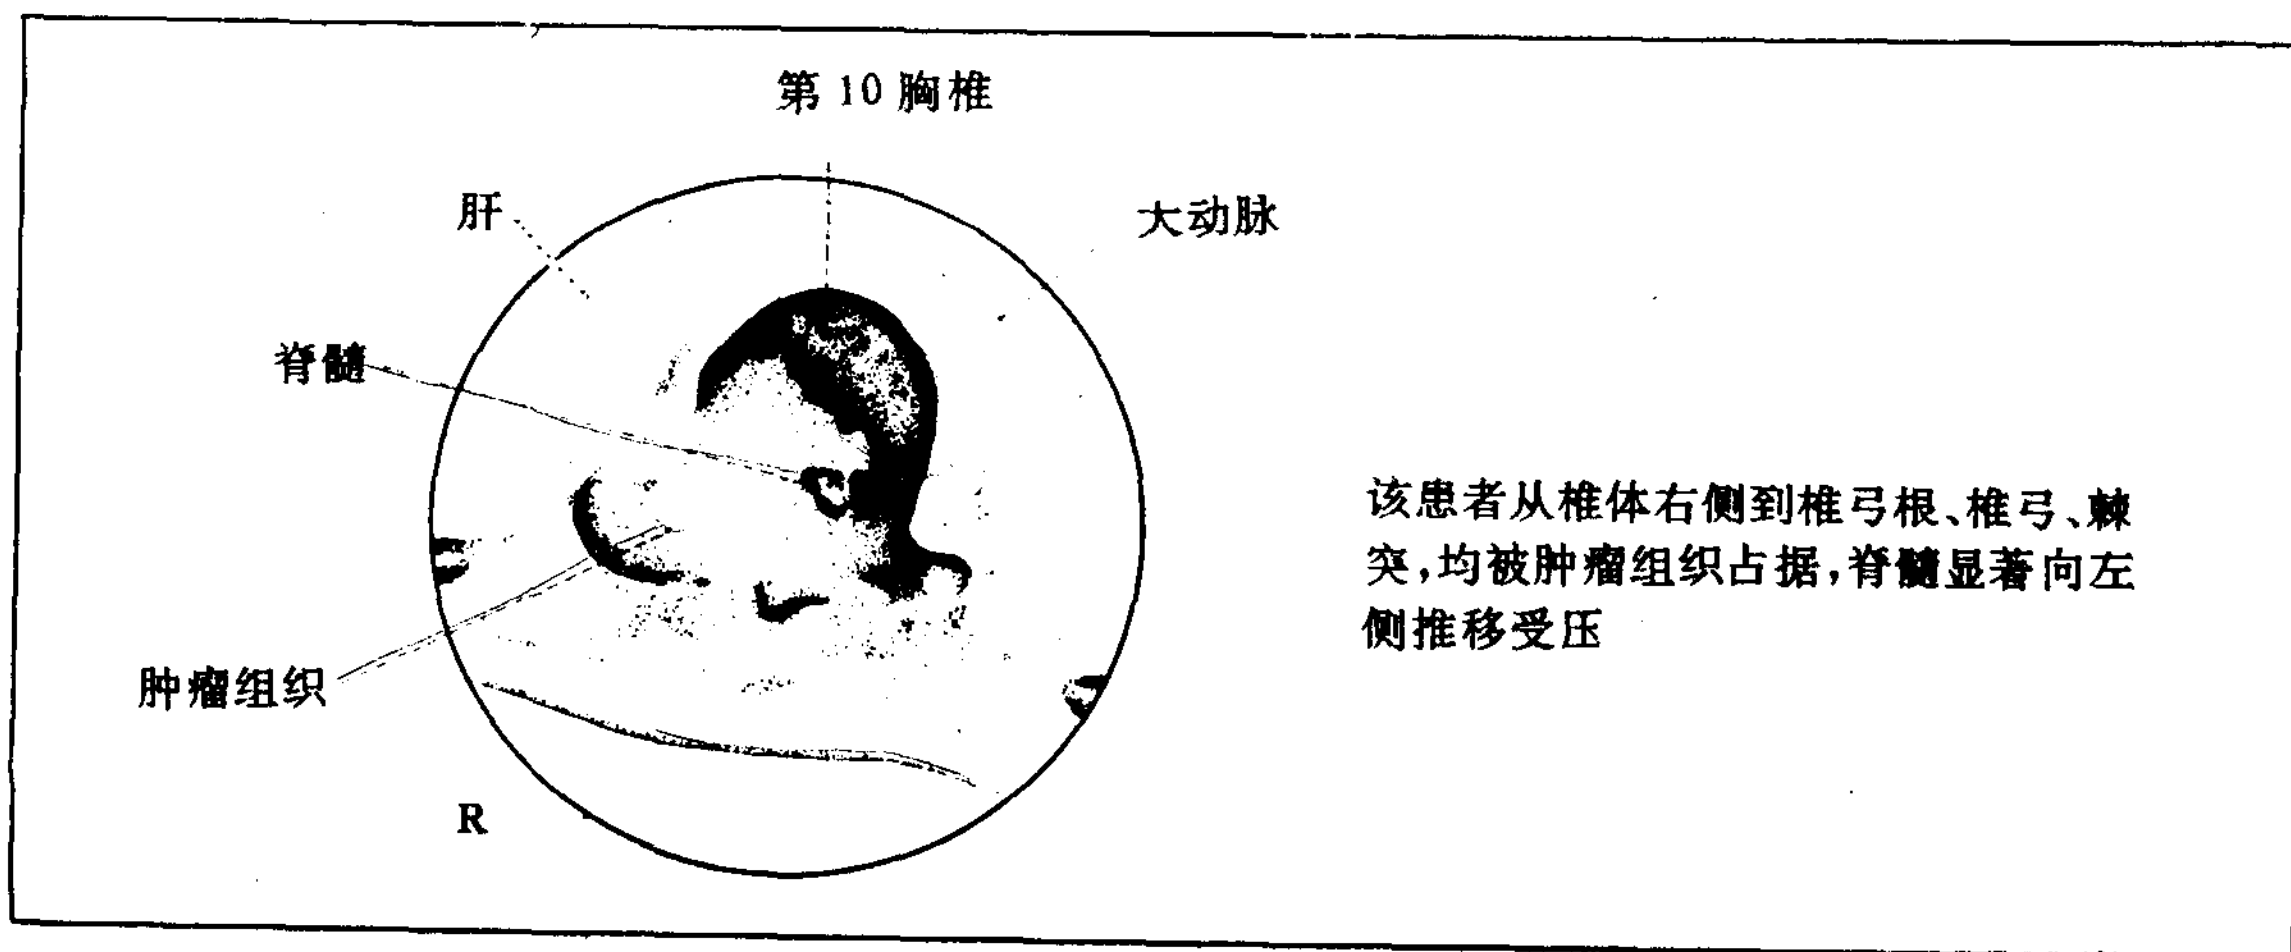 第 10 胸椎
肝
大动脉
脊髓
该患者从椎体右侧到椎弓根、椎弓、棘
突,均被肿瘤组织占据,脊髓显著向左
侧推移受压
肿瘤组织
R